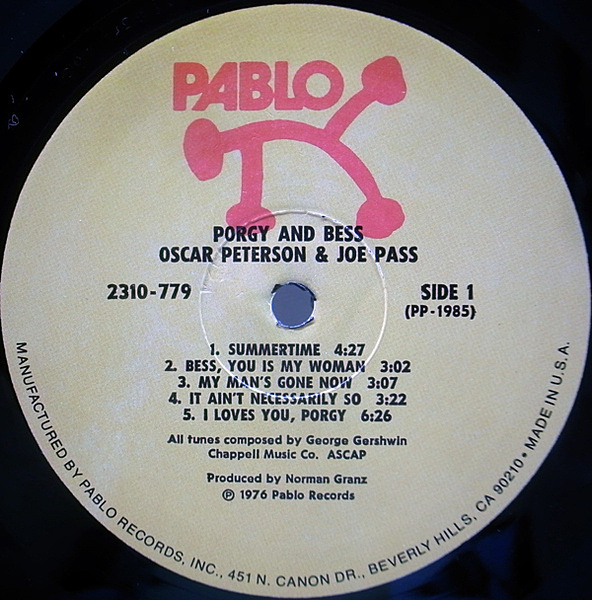 PABLO
PORGY AND BESS
OSCAR PETERSON & JOE PASS
2310-779
SIDE 1
(PP-1985)
1. SUMMERTIME 4:27
2. BESS, YOU IS MY WOMAN 3:02
3. MY MAN'S GONE NOW 3:07
4. IT AIN'T NECESSARILY SO 3:22
5. I LOVES YOU, PORGY 6:26
All tunes composed by George Gershwin
Chappell Music Co. ASCAP
Produced by Norman Granz
℗ 1976 Pablo Records
MANUFACTURED BY PABLO RECORDS, INC., 451 N. CANON DR., BEVERLY HILLS, CA 90210 • MADE IN U.S.A.